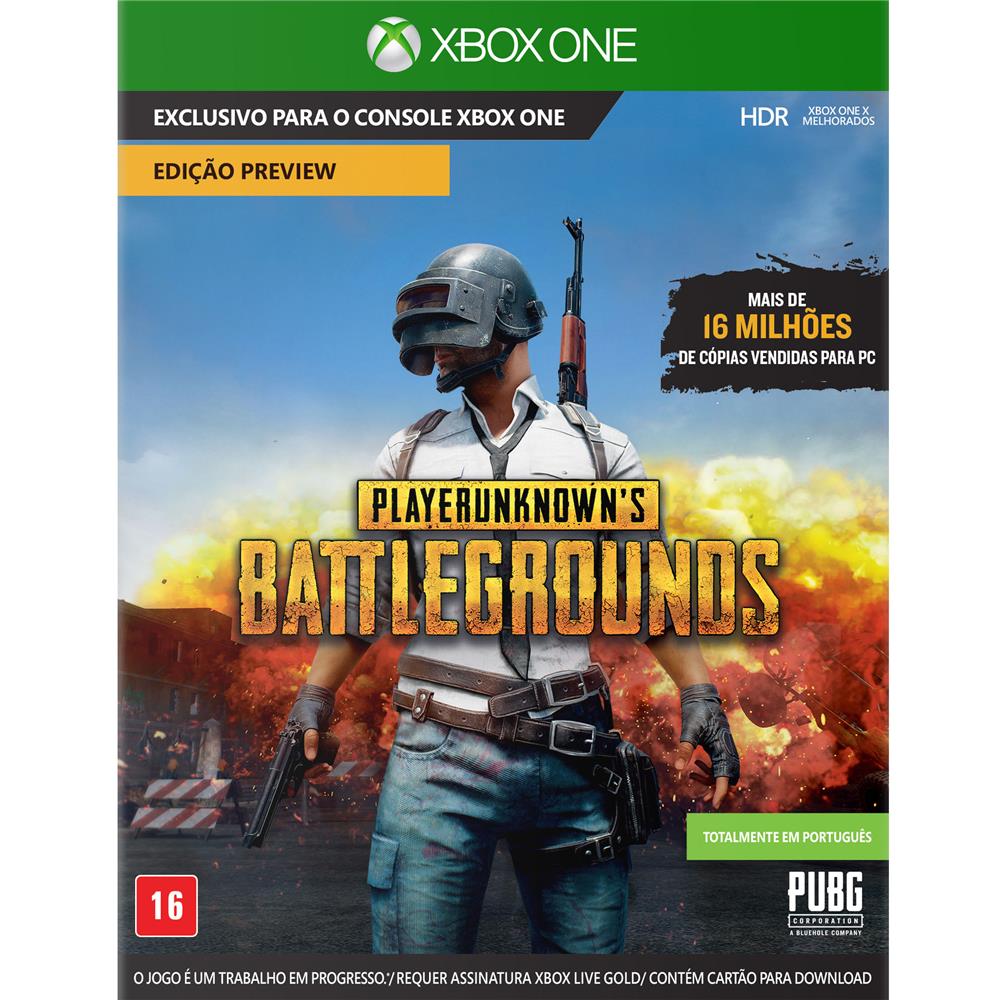 XBOX ONE
EXCLUSIVO PARA O CONSOLE XBOX ONE
HDR
XBOX ONE X
MELHORADOS
EDIÇÃO PREVIEW
MAIS DE
16 MILHÕES
DE CÓPIAS VENDIDAS PARA PC
PLAYERUNKNOWN'S
BATTLEGROUNDS
TOTALMENTE EM PORTUGUÊS
16
PUBG
CORPORATION
A BLUEHOLE COMPANY
O JOGO É UM TRABALHO EM PROGRESSO.*/ REQUER ASSINATURA XBOX LIVE GOLD/ CONTÉM CARTÃO PARA DOWNLOAD